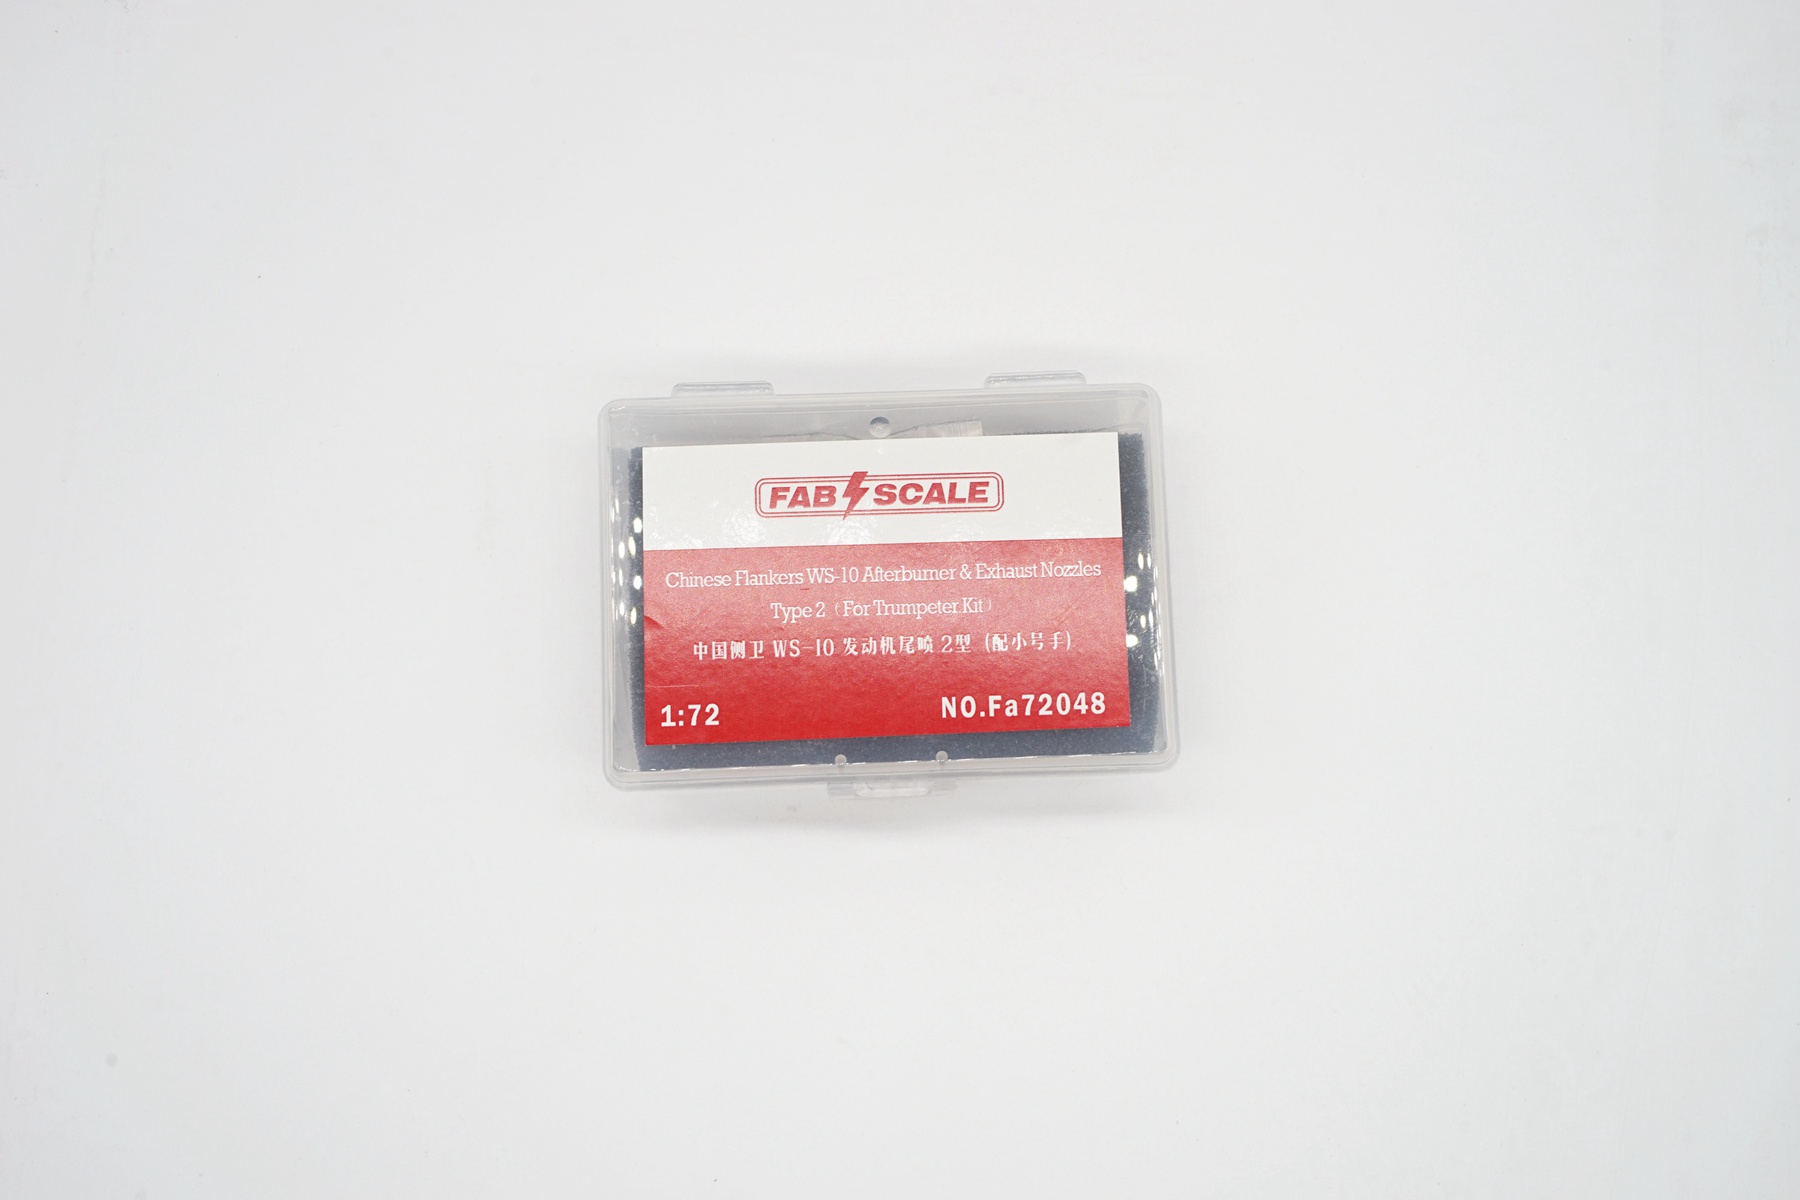 FAB SCALE
Chinese Flankers WS-10 Afterburner & Exhaust Nozzles
Type 2 (For Trumpeter Kit)
中国侧卫 WS-10 发动机尾喷 2型 (配小号手)
1:72 NO.Fa72048